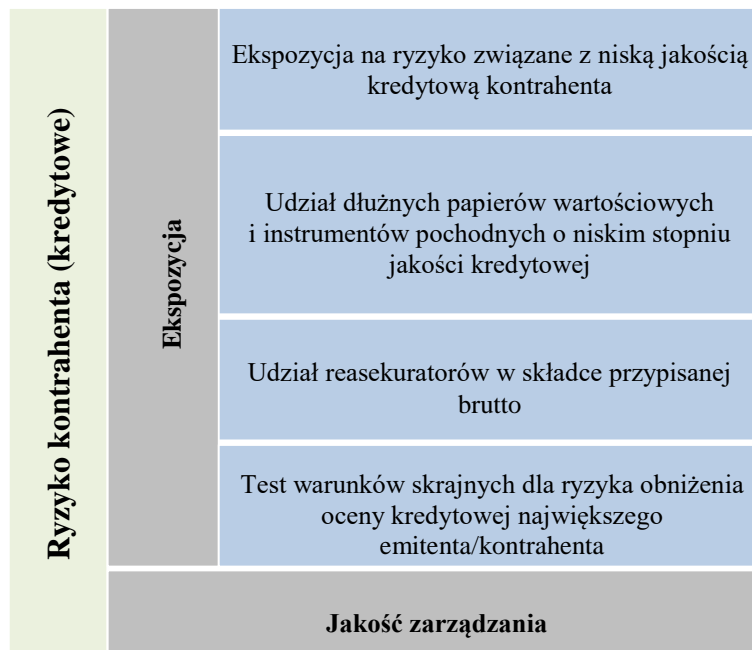 Ryzyko kontrahenta (kredytowe)
Ekspozycja
Ekspozycja na ryzyko związane z niską jakością
kredytową kontrahenta
Udział dłużnych papierów wartościowych
i instrumentów pochodnych o niskim stopniu
jakości kredytowej
Udział reasekuratorów w składce przypisanej
brutto
Test warunków skrajnych dla ryzyka obniżenia
oceny kredytowej największego
emitenta/kontrahenta
Jakość zarządzania